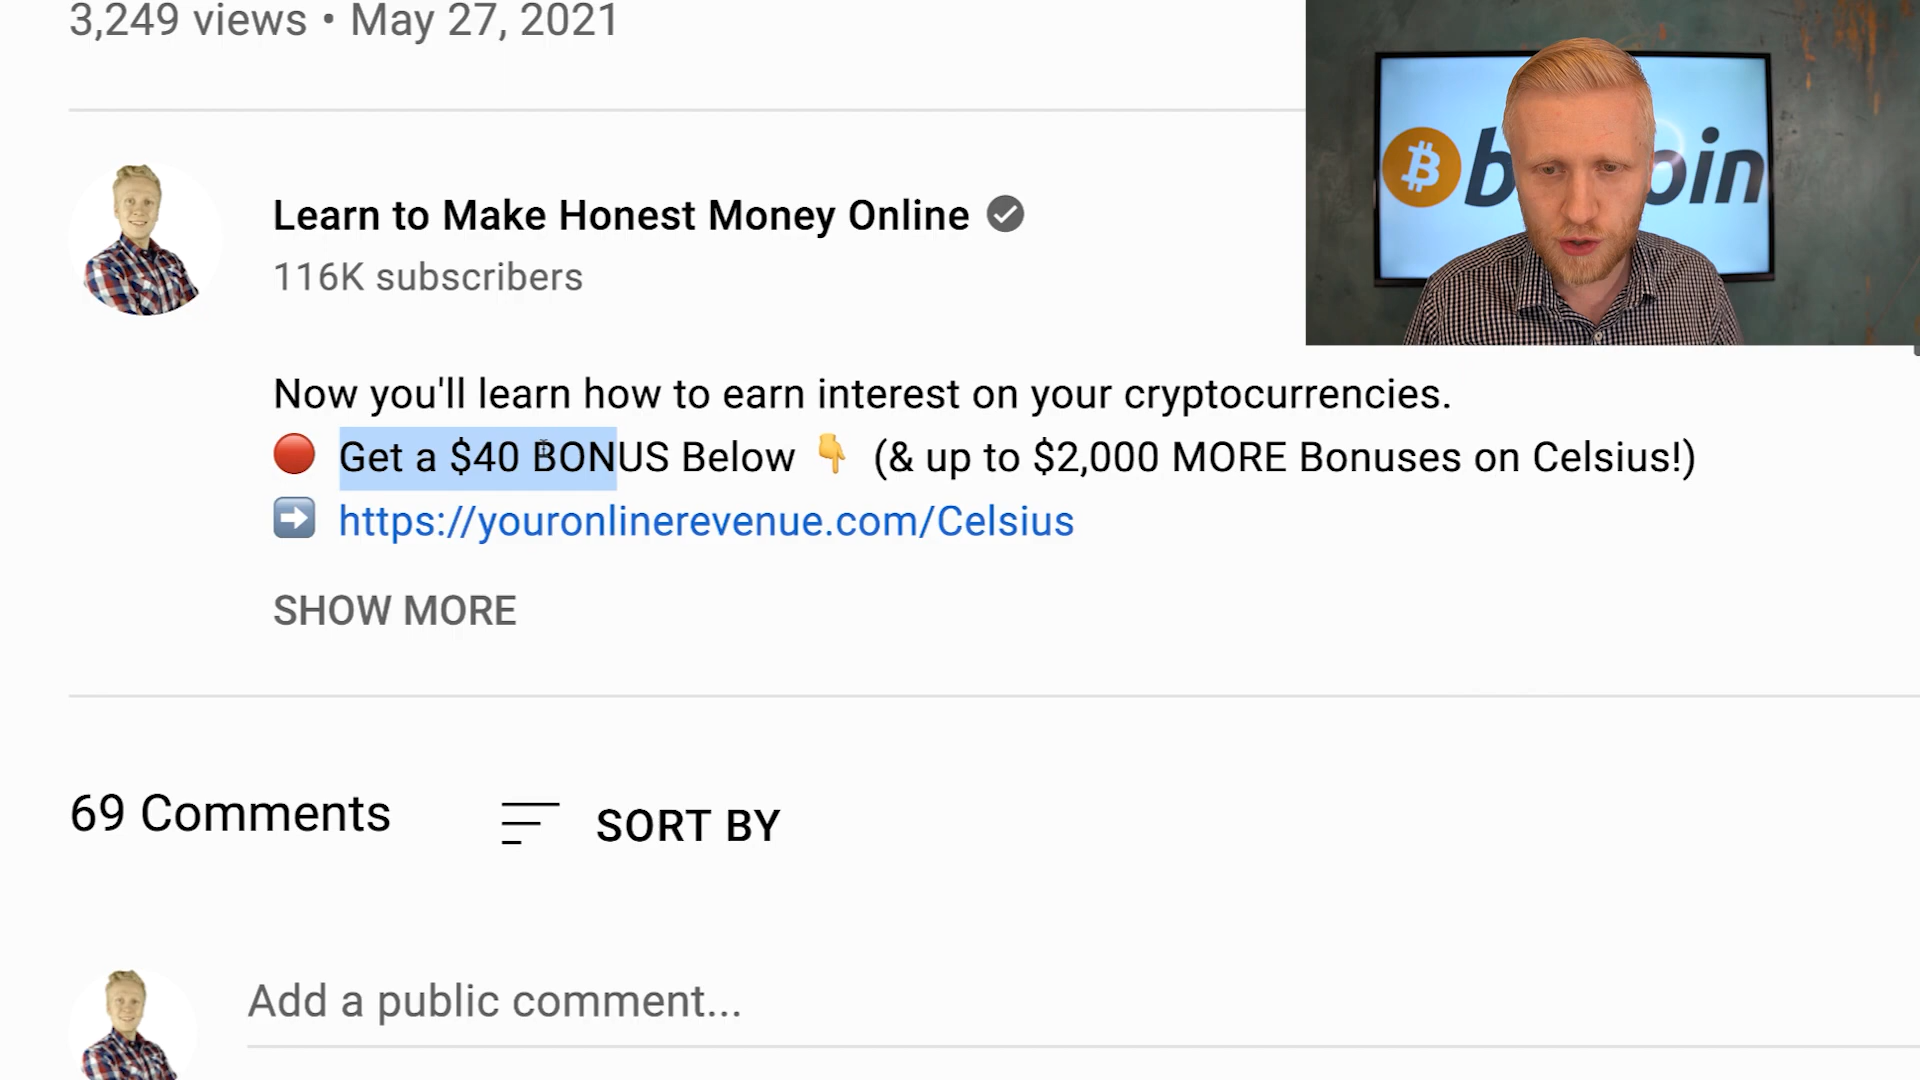 3,249 views • May 27, 2021
Learn to Make Honest Money Online
116K subscribers
Now you'll learn how to earn interest on your cryptocurrencies.
🔴 Get a $40 BONUS Below 👇 (& up to $2,000 MORE Bonuses on Celsius!)
➡️ https://youronlinerevenue.com/Celsius
SHOW MORE
69 Comments
SORT BY
Add a public comment...